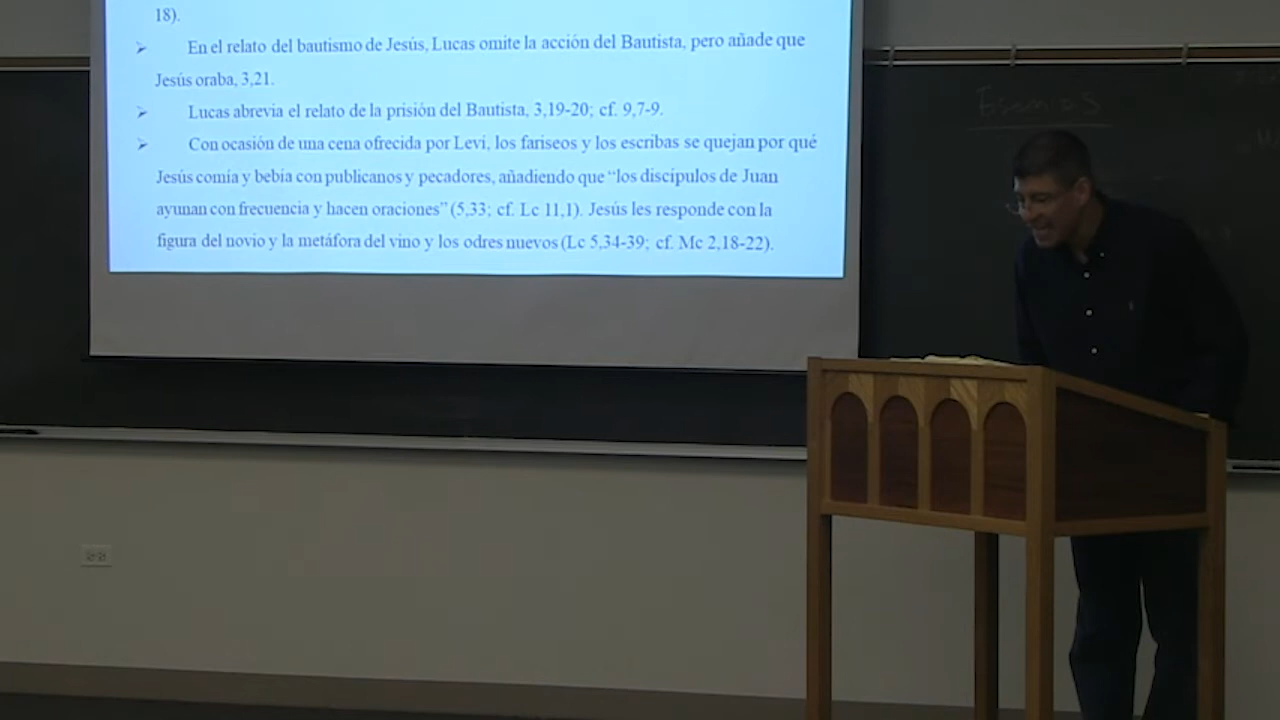 18).
➢ En el relato del bautismo de Jesús, Lucas omite la acción del Bautista, pero añade que
Jesús oraba, 3,21.
➢ Lucas abrevia el relato de la prisión del Bautista, 3,19-20; cf. 9,7-9.
➢ Con ocasión de una cena ofrecida por Levi, los fariseos y los escribas se quejan por qué
Jesús comia y bebia con publicanos y pecadores, añadiendo que “los discipulos de Juan
ayunan con frecuencia y hacen oraciones” (5,33; cf. Lc 11,1). Jesús les responde con la
figura del novio y la metáfora del vino y los odres nuevos (Lc 5,34-39; cf. Mc 2,18-22).
Esenios